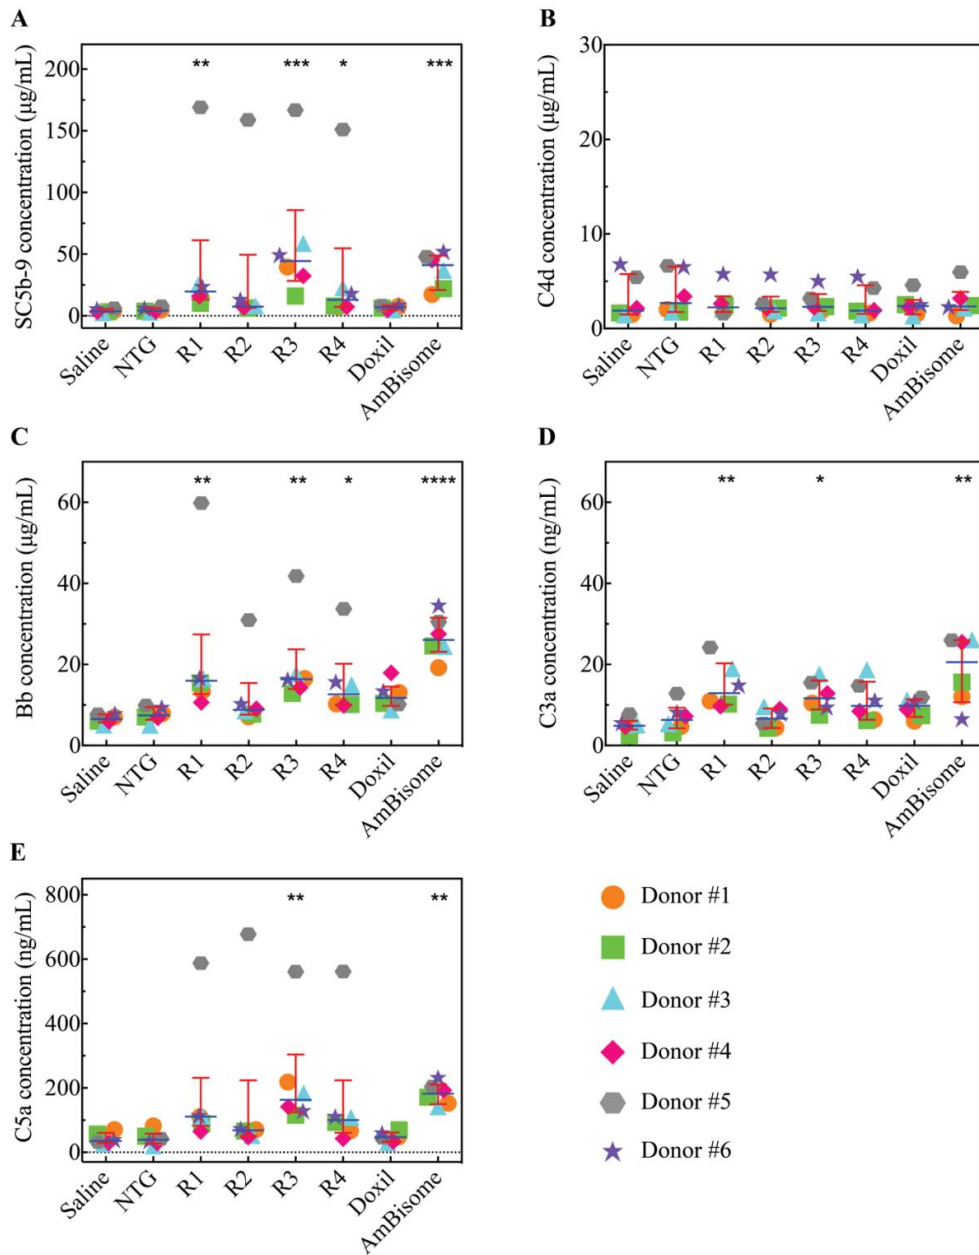 A
SC5b-9 concentration (µg/mL)
200
150
100
50
0
** *** * ***
Saline NTG R1 R2 R3 R4 Doxil AmBisome
B
C4d concentration (µg/mL)
30
20
10
0
Saline NTG R1 R2 R3 R4 Doxil AmBisome
C
Bb concentration (µg/mL)
60
40
20
0
** ** * ****
Saline NTG R1 R2 R3 R4 Doxil AmBisome
D
C3a concentration (ng/mL)
60
40
20
0
** * **
Saline NTG R1 R2 R3 R4 Doxil AmBisome
E
C5a concentration (ng/mL)
800
600
400
200
0
** **
Saline NTG R1 R2 R3 R4 Doxil AmBisome
Donor #1
Donor #2
Donor #3
Donor #4
Donor #5
Donor #6